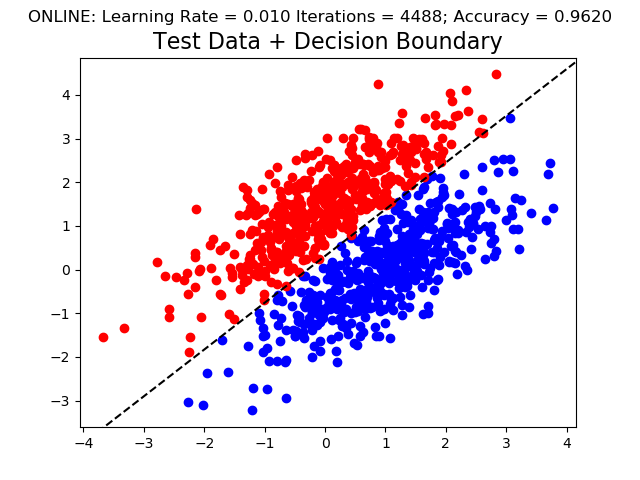 ONLINE: Learning Rate = 0.010 Iterations = 4488; Accuracy = 0.9620
Test Data + Decision Boundary
4
3
2
1
0
−1
−2
−3
−4 −3 −2 −1 0 1 2 3 4